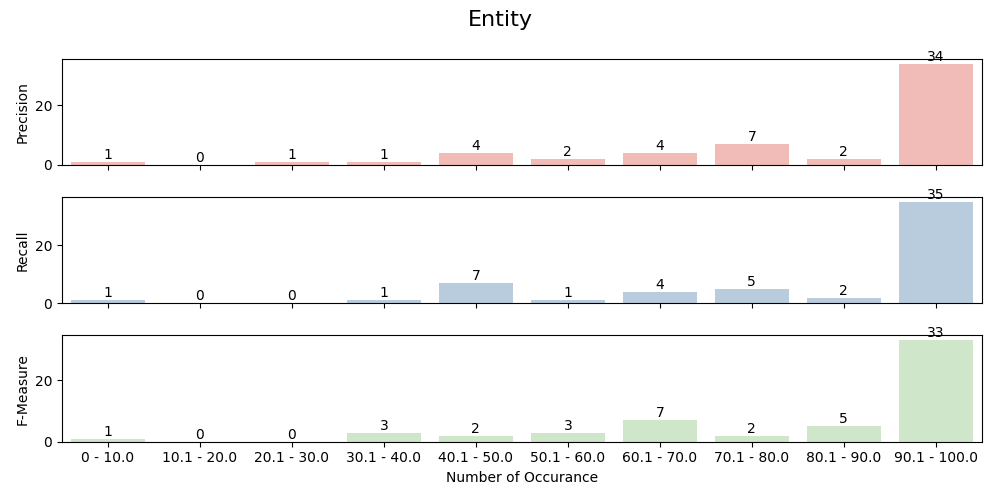 Entity
Precision
20
0
1 0 1 1 4 2 4 7 2 34
Recall
20
0
1 0 0 1 7 1 4 5 2 35
F-Measure
20
0
1 0 0 3 2 3 7 2 5 33
0 - 10.0 10.1 - 20.0 20.1 - 30.0 30.1 - 40.0 40.1 - 50.0 50.1 - 60.0 60.1 - 70.0 70.1 - 80.0 80.1 - 90.0 90.1 - 100.0
Number of Occurance